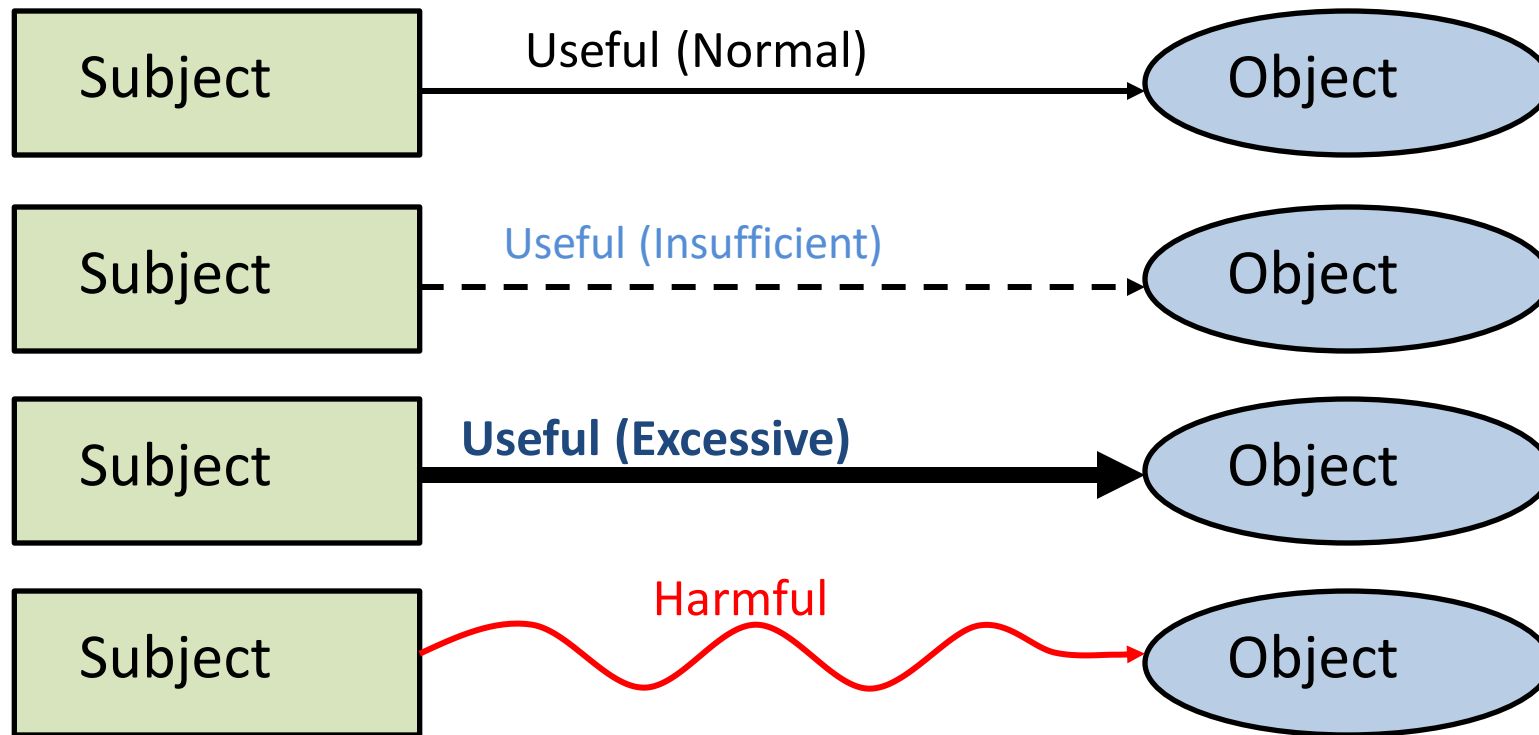 Subject Useful (Normal) Object
Subject Useful (Insufficient) Object
Subject Useful (Excessive) Object
Subject Harmful Object